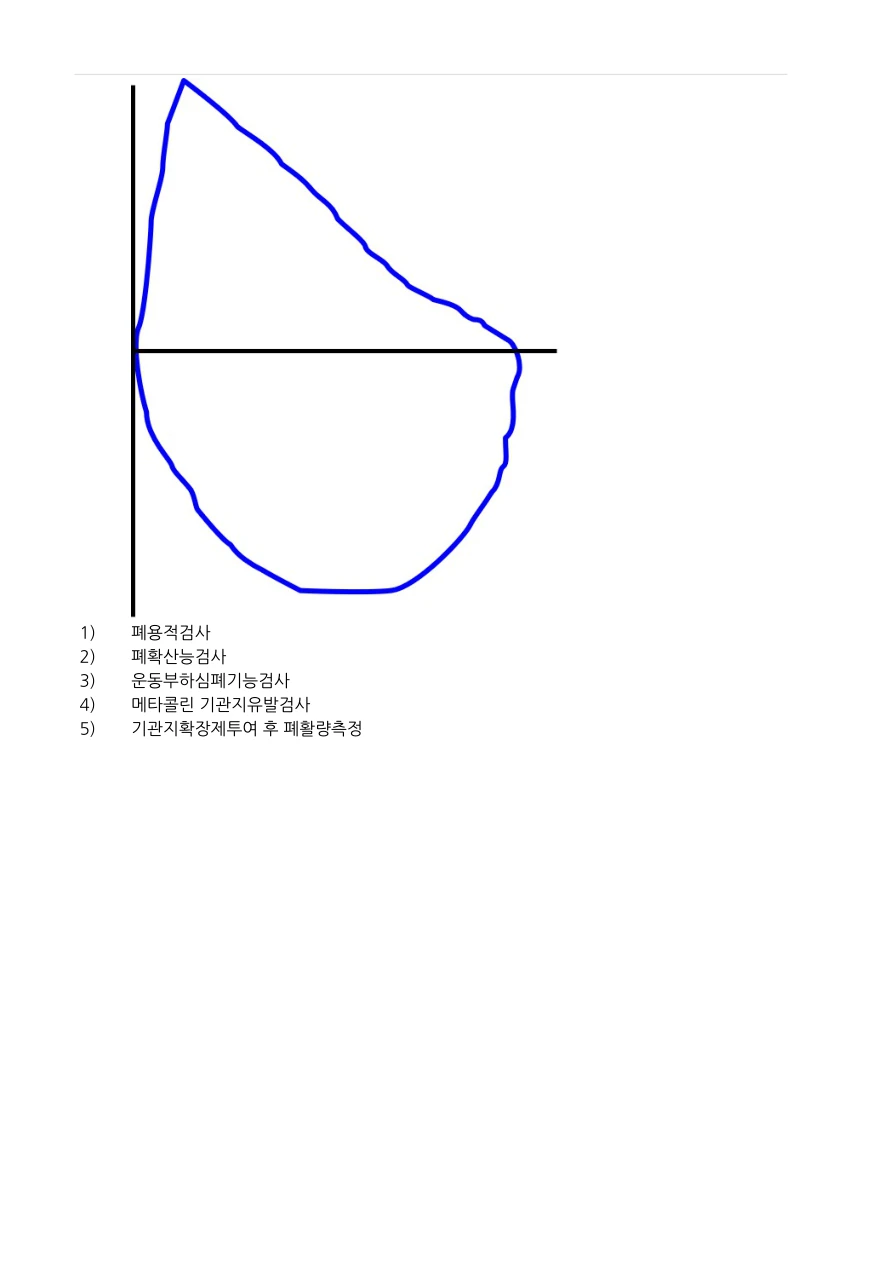 1) 폐용적검사
2) 폐확산능검사
3) 운동부하심폐기능검사
4) 메타콜린 기관지유발검사
5) 기관지확장제투여 후 폐활량측정